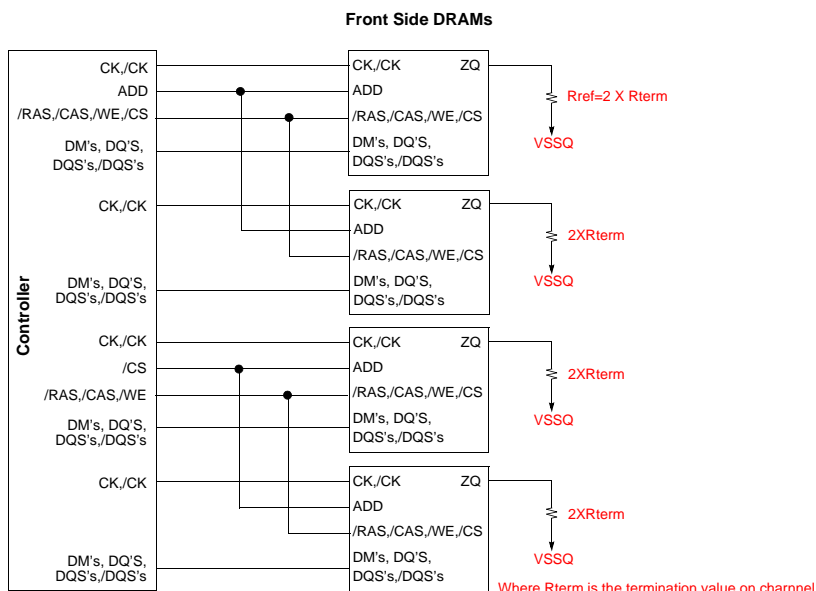 Front Side DRAMs
Controller
CK,/CK
ADD
/RAS,/CAS,/WE,/CS
DM's, DQ'S,
DQS's,/DQS's
CK,/CK
DM's, DQ'S,
DQS's,/DQS's
CK,/CK
/CS
/RAS,/CAS,/WE
DM's, DQ'S,
DQS's,/DQS's
CK,/CK
DM's, DQ'S,
DQS's,/DQS's
CK,/CK ZQ
ADD
/RAS,/CAS,/WE,/CS
DM's, DQ'S,
DQS's,/DQS's
Rref=2 X Rterm
VSSQ
CK,/CK ZQ
ADD
/RAS,/CAS,/WE,/CS
DM's, DQ'S,
DQS's,/DQS's
2XRterm
VSSQ
CK,/CK ZQ
ADD
/RAS,/CAS,/WE,/CS
DM's, DQ'S,
DQS's,/DQS's
2XRterm
VSSQ
CK,/CK ZQ
ADD
/RAS,/CAS,/WE,/CS
DM's, DQ'S,
DQS's,/DQS's
2XRterm
VSSQ
Where Rterm is the termination value on charnnel